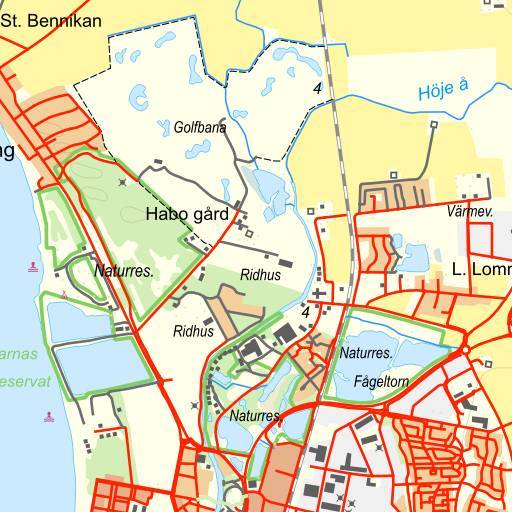 St. Bennikan
4
Höje å
Golfbana
ng
Habo gård
Värmev.
Naturres.
Ridhus
L. Lomm
4
Ridhus
arnas
eservat
Naturres.
Fågeltorn
Naturres.